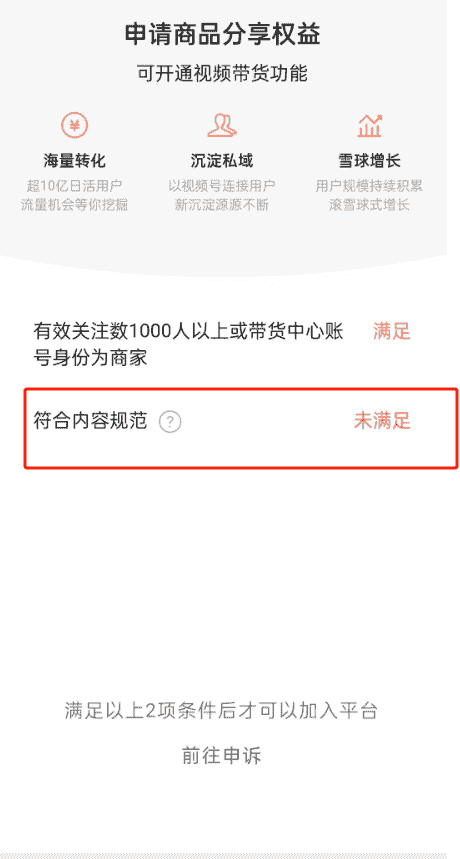 申请商品分享权益
可开通视频带货功能
海量转化
沉淀私域
雪球增长
超10亿日活用户
流量机会等你挖掘
以视频号连接用户
新沉淀源源不断
用户规模持续积累
滚雪球式增长
有效关注数1000人以上或带货中心账
号身份为商家
满足
符合内容规范 ?
未满足
满足以上2项条件后才可以加入平台
前往申诉